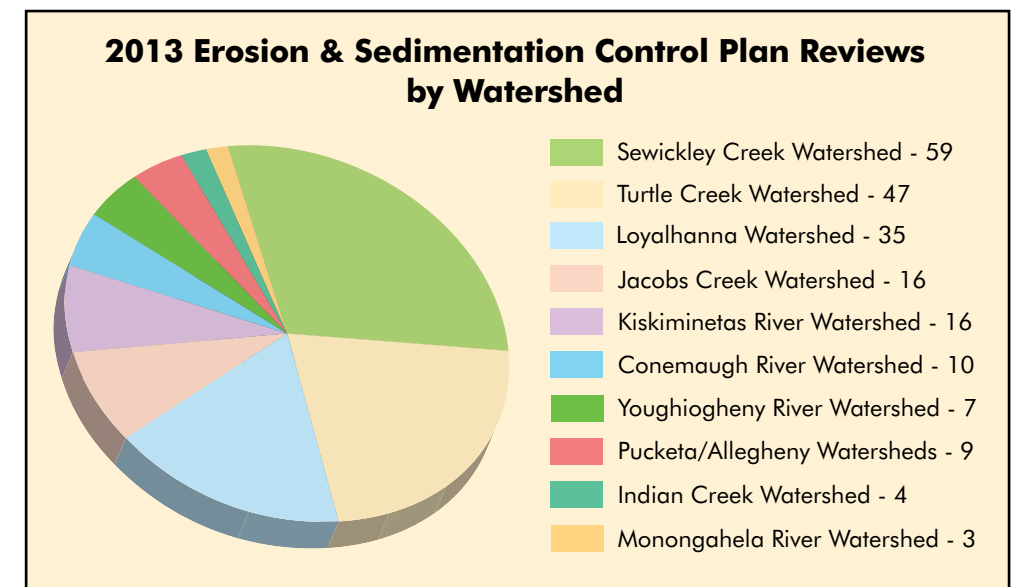 2013 Erosion & Sedimentation Control Plan Reviews
by Watershed
Sewickley Creek Watershed - 59
Turtle Creek Watershed - 47
Loyalhanna Watershed - 35
Jacobs Creek Watershed - 16
Kiskiminetas River Watershed - 16
Conemaugh River Watershed - 10
Youghiogheny River Watershed - 7
Pucketa/Allegheny Watersheds - 9
Indian Creek Watershed - 4
Monongahela River Watershed - 3